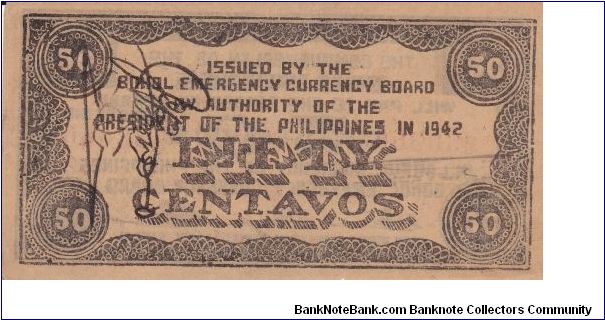 50 50
ISSUED BY THE
BOHOL EMERGENCY CURRENCY BOARD
BY AUTHORITY OF THE
PRESIDENT OF THE PHILIPPINES IN 1942
FIFTY
CENTAVOS
50 50
BankNoteBank.com Banknote Collectors Community